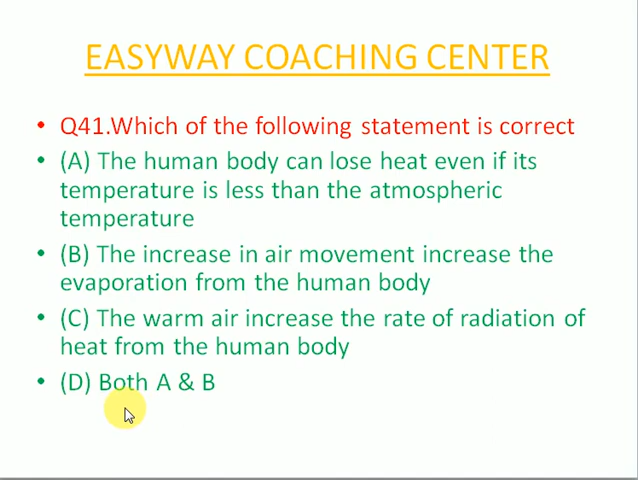 EASYWAY COACHING CENTER
• Q41.Which of the following statement is correct
• (A) The human body can lose heat even if its
temperature is less than the atmospheric
temperature
• (B) The increase in air movement increase the
evaporation from the human body
• (C) The warm air increase the rate of radiation of
heat from the human body
• (D) Both A & B